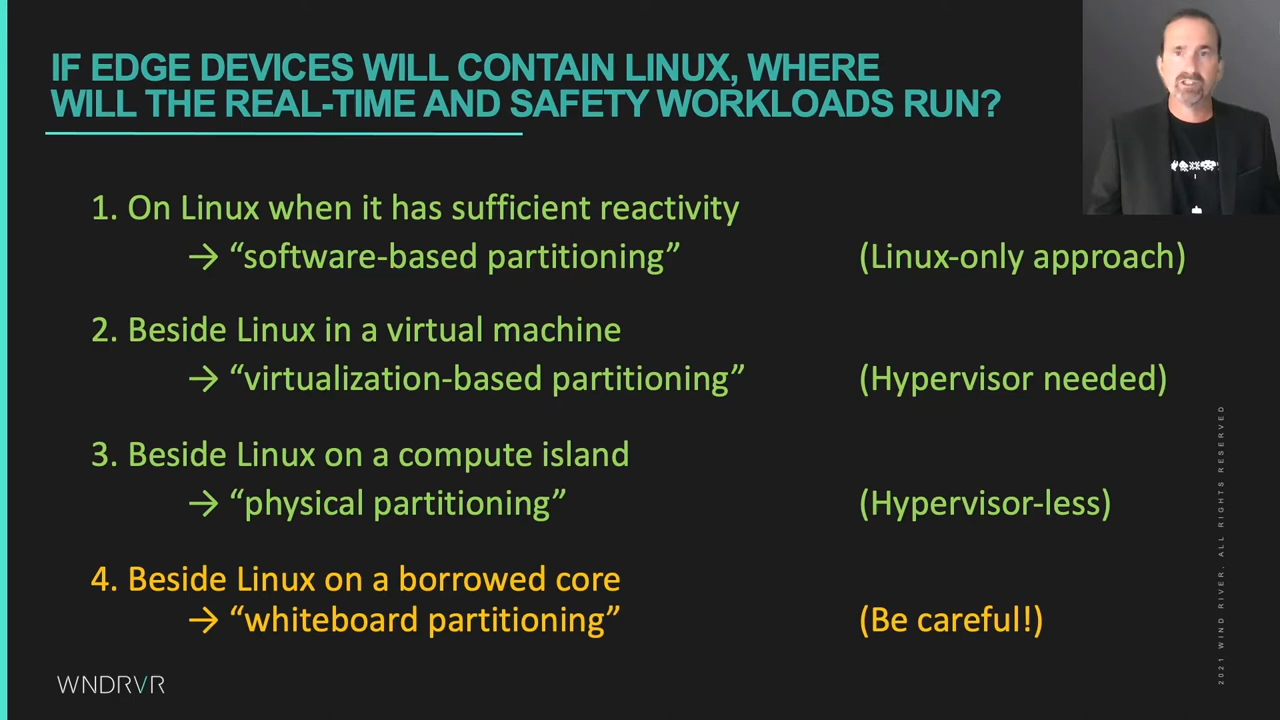 IF EDGE DEVICES WILL CONTAIN LINUX, WHERE
WILL THE REAL-TIME AND SAFETY WORKLOADS RUN?
1. On Linux when it has sufficient reactivity
→ “software-based partitioning” (Linux-only approach)
2. Beside Linux in a virtual machine
→ “virtualization-based partitioning” (Hypervisor needed)
3. Beside Linux on a compute island
→ “physical partitioning” (Hypervisor-less)
4. Beside Linux on a borrowed core
→ “whiteboard partitioning” (Be careful!)
WNDRVR
2021 WIND RIVER, ALL RIGHTS RESERVED